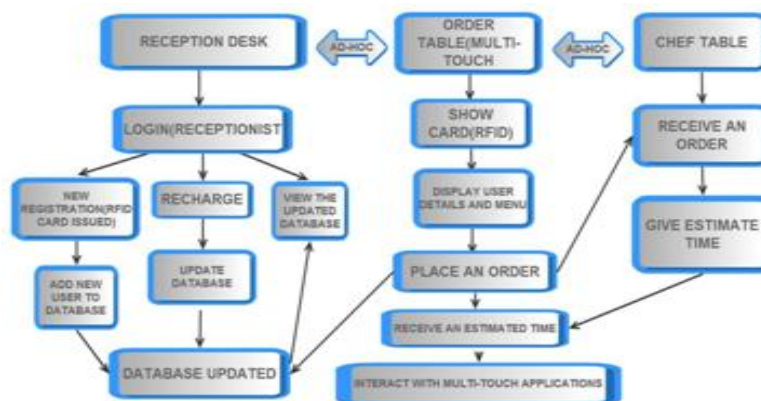 RECEPTION DESK
AD-HOC
ORDER
TABLE(MULTI-
TOUCH
AD-HOC
CHEF TABLE
LOGIN(RECEPTIONIST
SHOW
CARD(RFID)
RECEIVE AN
ORDER
NEW
REGISTRATION(RFID
CARD ISSUED)
RECHARGE
VIEW THE
UPDATED
DATABASE
DISPLAY USER
DETAILS AND MENU
GIVE ESTIMATE
TIME
ADD NEW
USER TO
DATABASE
UPDATE
DATABASE
PLACE AN ORDER
RECEIVE AN ESTIMATED TIME
DATABASE UPDATED
INTERACT WITH MULTI-TOUCH APPLICATIONS